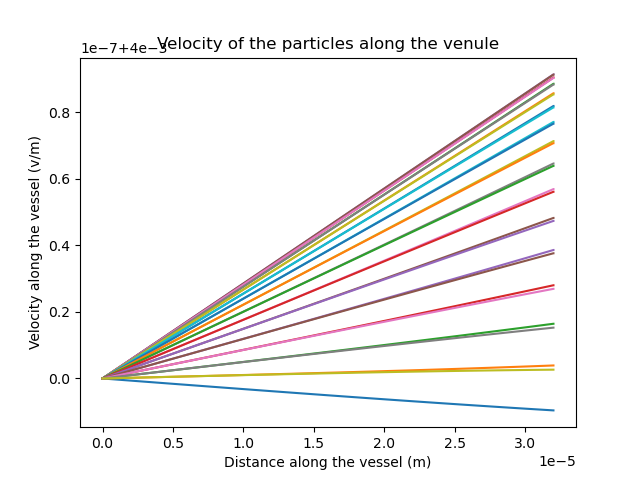 1e−7+4e−3
Velocity of the particles along the venule
Velocity along the vessel (v/m)
0.8
0.6
0.4
0.2
0.0
0.0 0.5 1.0 1.5 2.0 2.5 3.0
Distance along the vessel (m)
1e−5